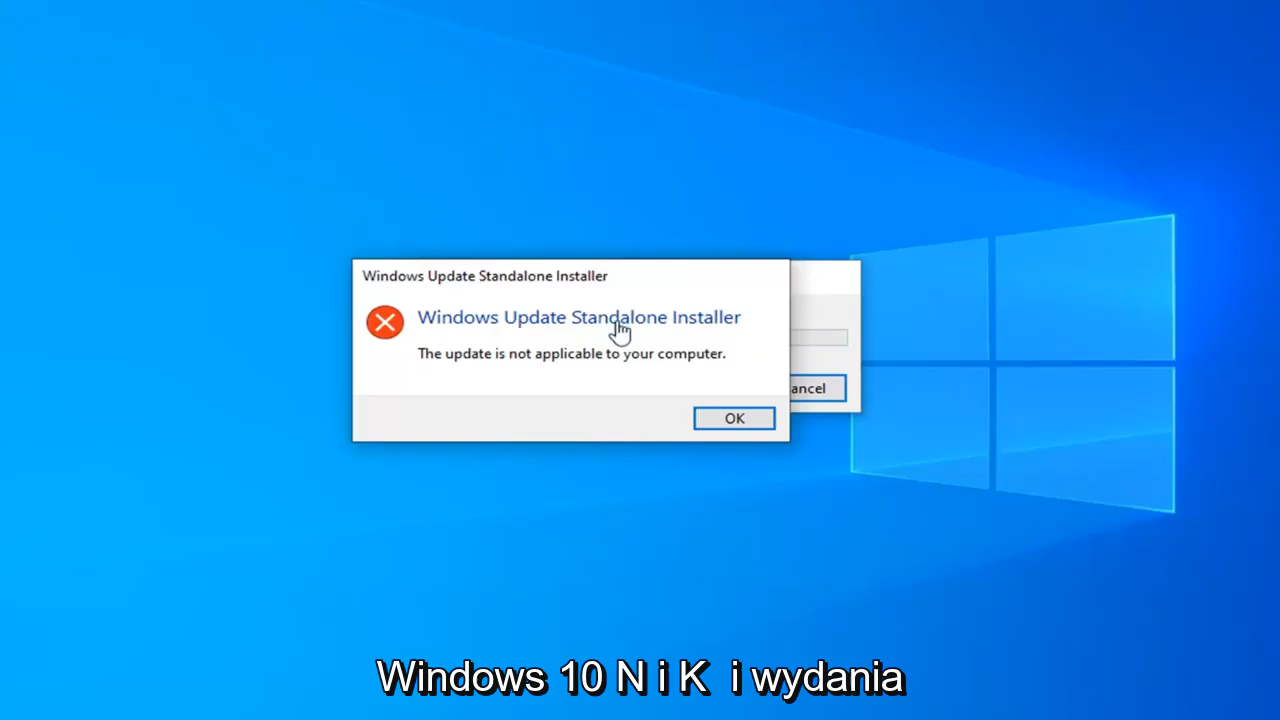 Windows Update Standalone Installer
Windows Update Standalone Installer
The update is not applicable to your computer.
ancel
OK
Windows 10 N i K i wydania